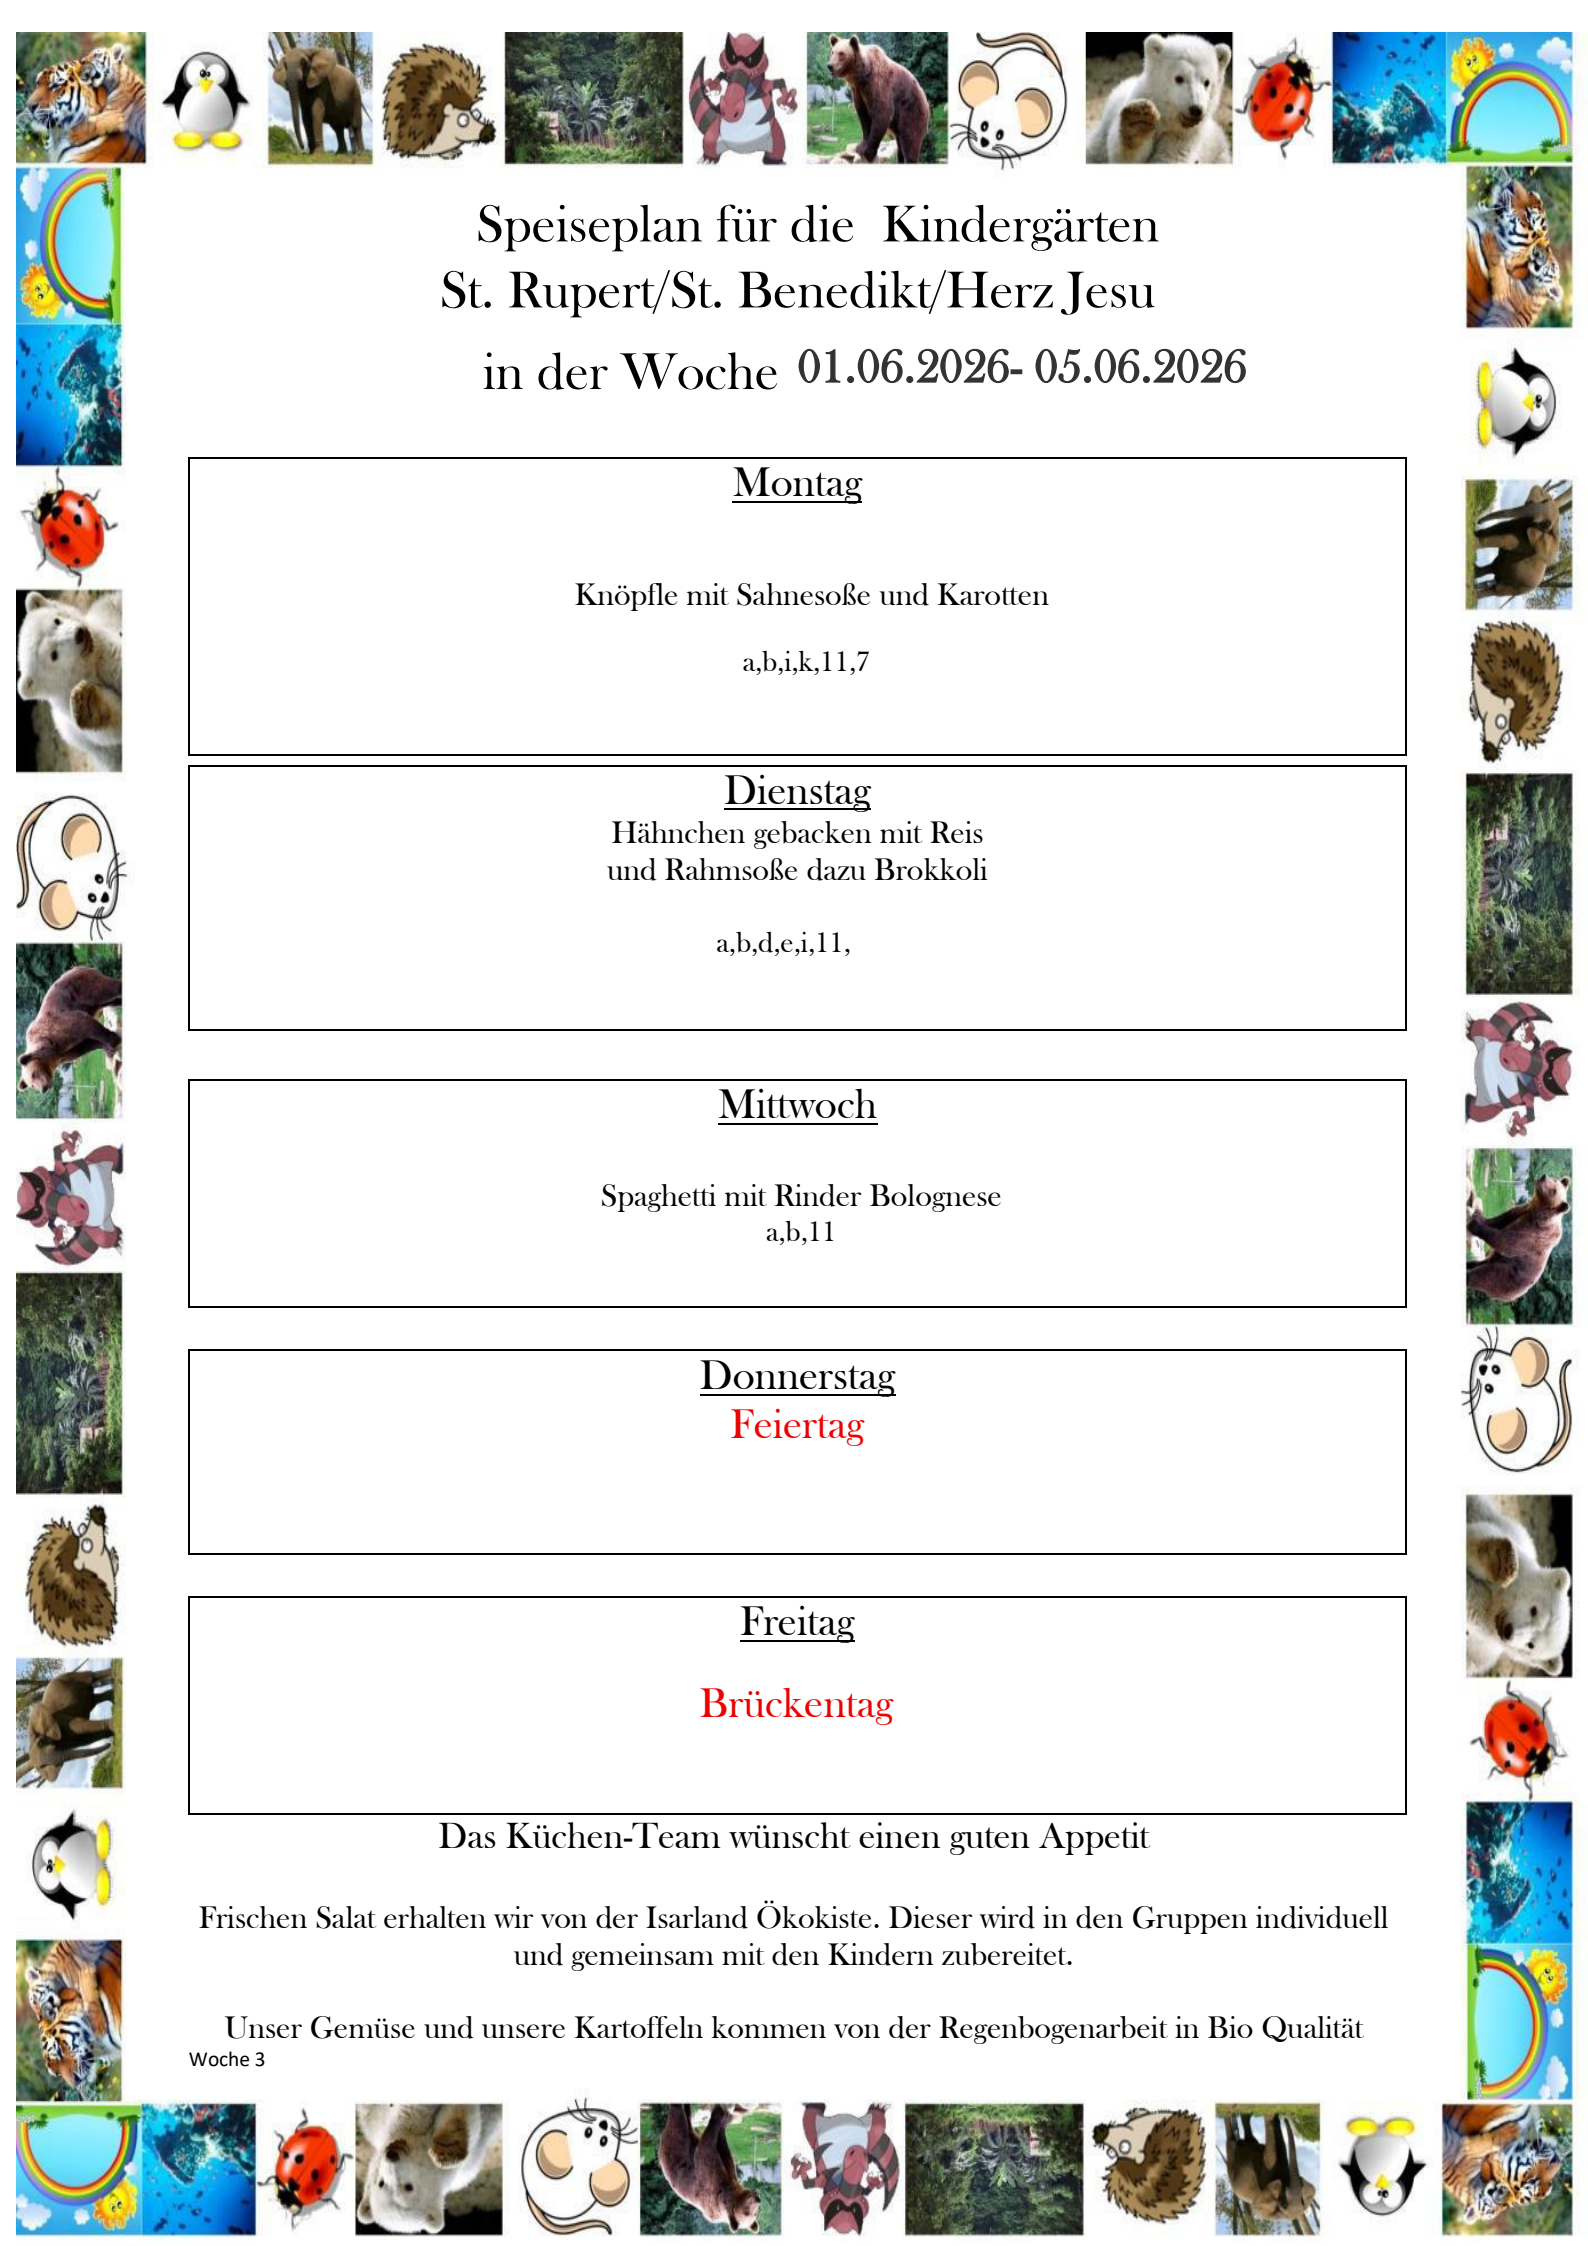 Speiseplan für die Kindergärten
St. Rupert/St. Benedikt/Herz Jesu
in der Woche 01.06.2026- 05.06.2026
Montag
Knöpfle mit Sahnesoße und Karotten
a,b,i,k,11,7
Dienstag
Hähnchen gebacken mit Reis
und Rahmsoße dazu Brokkoli
a,b,d,e,i,11,
Mittwoch
Spaghetti mit Rinder Bolognese
a,b,11
Donnerstag
Feiertag
Freitag
Brückentag
Das Küchen-Team wünscht einen guten Appetit
Frischen Salat erhalten wir von der Isarland Ökokiste. Dieser wird in den Gruppen individuell
und gemeinsam mit den Kindern zubereitet.
Unser Gemüse und unsere Kartoffeln kommen von der Regenbogenarbeit in Bio Qualität
Woche 3